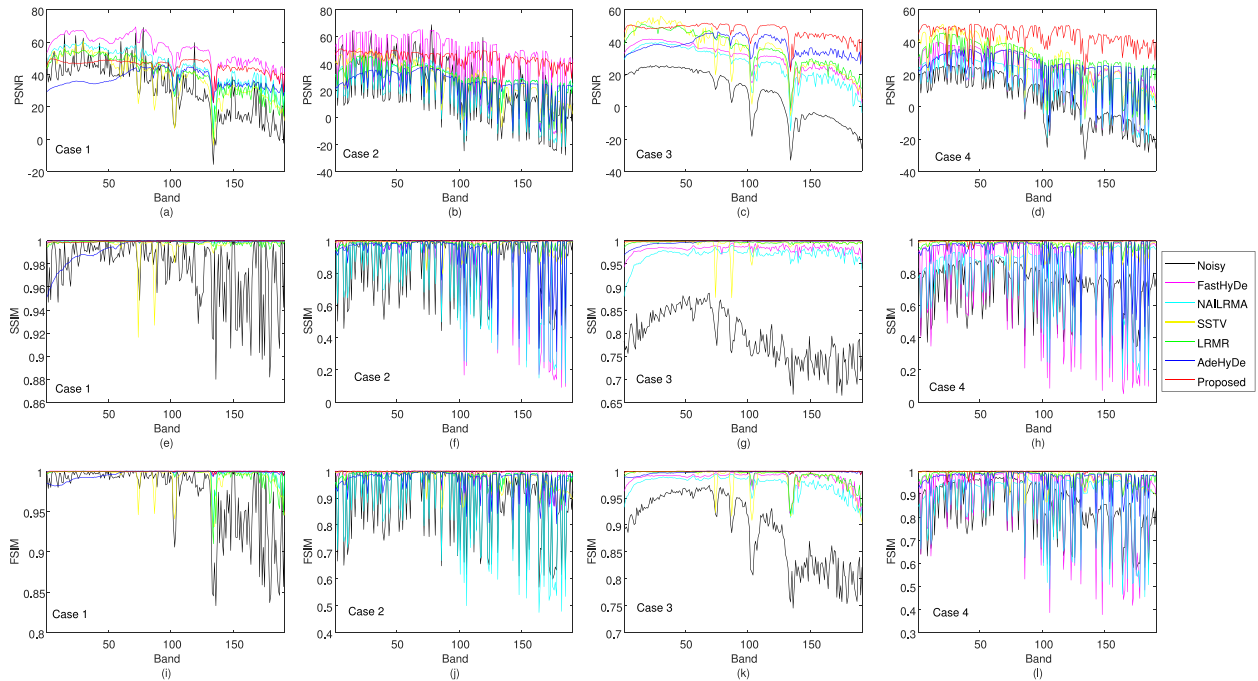 60
40
20
0
-20
PSNR
Case 1
50
100
150
Band
(a)
80
60
40
20
0
-20
-40
PSNR
Case 2
50
100
150
Band
(b)
60
40
20
0
-20
-40
PSNR
Case 3
50
100
150
Band
(c)
60
40
20
0
-20
-40
PSNR
Case 4
50
100
150
Band
(d)
1
0.98
0.96
0.94
0.92
0.9
0.88
0.86
SSIM
Case 1
50
100
150
Band
(e)
1
0.8
0.6
0.4
0.2
0
SSIM
Case 2
50
100
150
Band
(f)
1
0.95
0.9
0.85
0.8
0.75
0.7
0.65
SSIM
Case 3
50
100
150
Band
(g)
1
0.8
0.6
0.4
0.2
0
SSIM
Case 4
50
100
150
Band
(h)
Noisy
FastHyDe
NAILRMA
SSTV
LRMR
AdeHyDe
Proposed
1
0.95
0.9
0.85
0.8
FSIM
Case 1
50
100
150
Band
(i)
1
0.9
0.8
0.7
0.6
0.5
0.4
FSIM
Case 2
50
100
150
Band
(j)
1
0.95
0.9
0.85
0.8
0.75
0.7
FSIM
Case 3
50
100
150
Band
(k)
1
0.9
0.8
0.7
0.6
0.5
0.4
0.3
FSIM
Case 4
50
100
150
Band
(l)